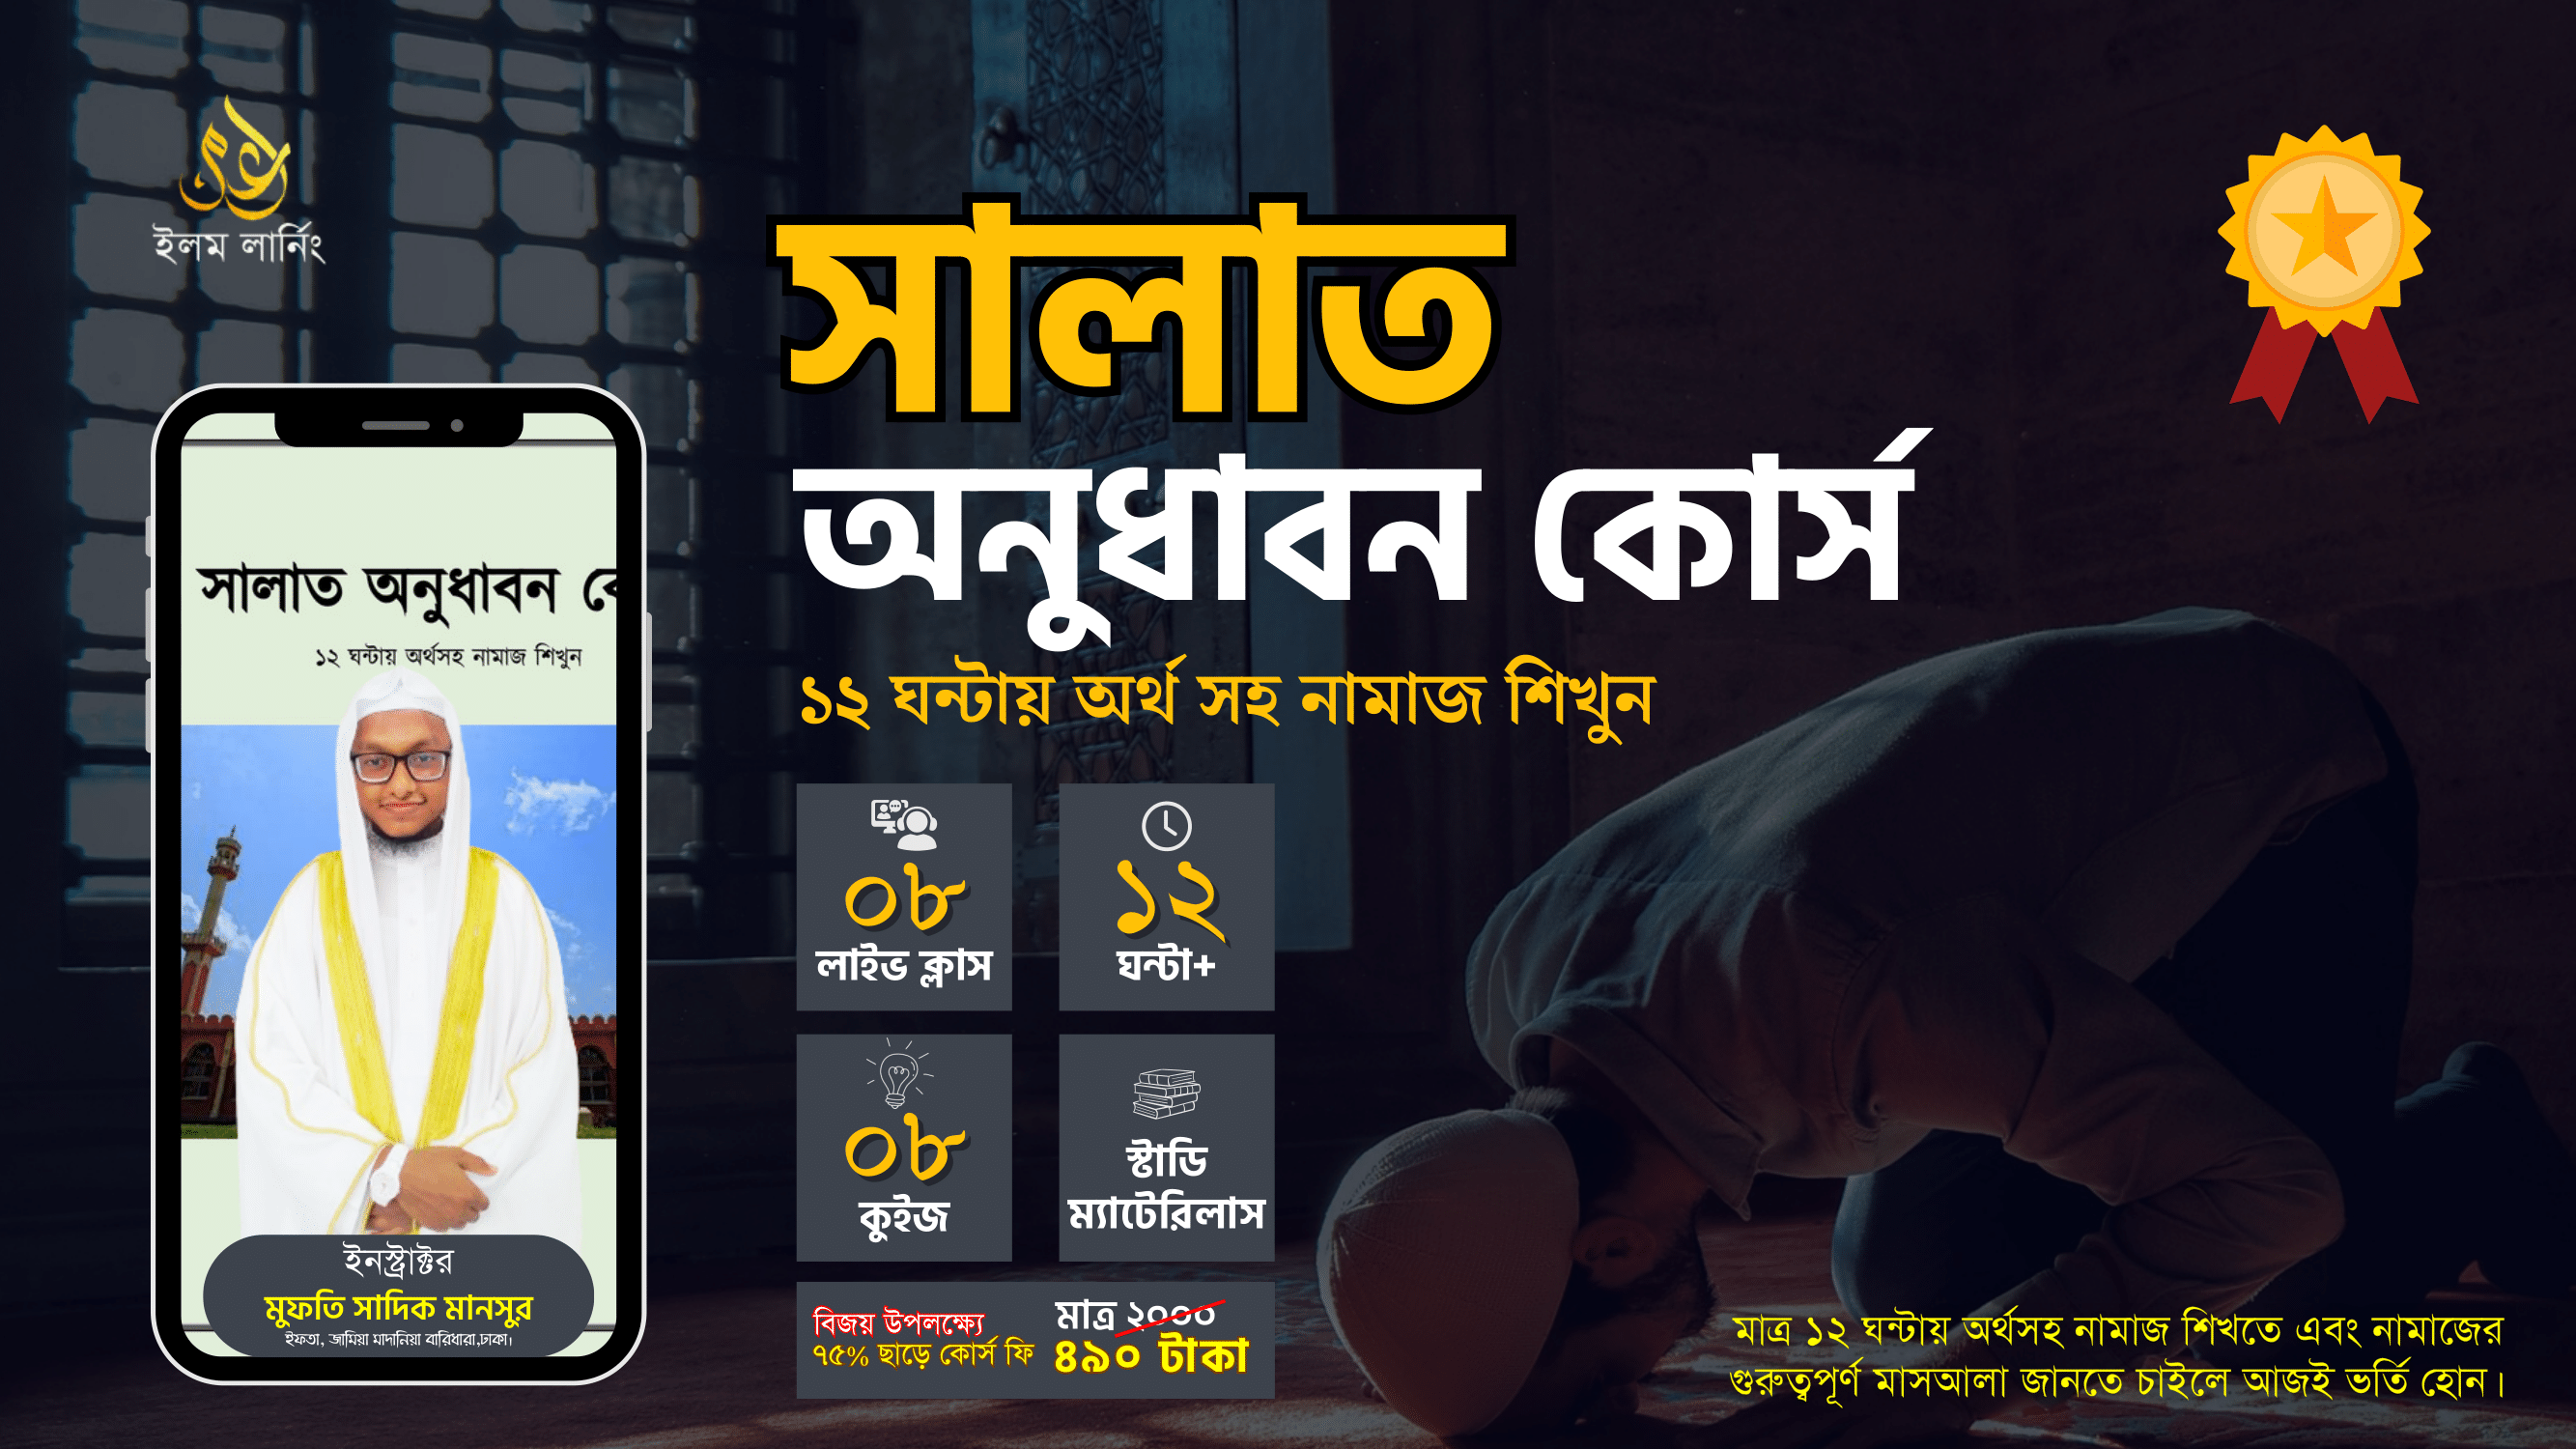 ইলম লার্নিং
সালাত
অনুধাবন কোর্স
১২ ঘন্টায় অর্থ সহ নামাজ শিখুন
সালাত অনুধাবন কে
১২ ঘন্টায় অর্থসহ নামাজ শিখুন
ইনস্ট্রাক্টর
মুফতি সাদিক মানসুর
ইফতা, জামিয়া মাদানিয়া বারিধারা,ঢাকা।
০৮
লাইভ ক্লাস
১২
ঘন্টা+
০৮
কুইজ
স্টাডি
ম্যাটেরিলাস
বিজয় উপলক্ষ্যে
৭৫% ছাড়ে কোর্স ফি
মাত্র ২০০০
৪৯০ টাকা
মাত্র ১২ ঘন্টায় অর্থসহ নামাজ শিখতে এবং নামাজের
গুরুত্বপূর্ণ মাসআলা জানতে চাইলে আজই ভর্তি হোন।